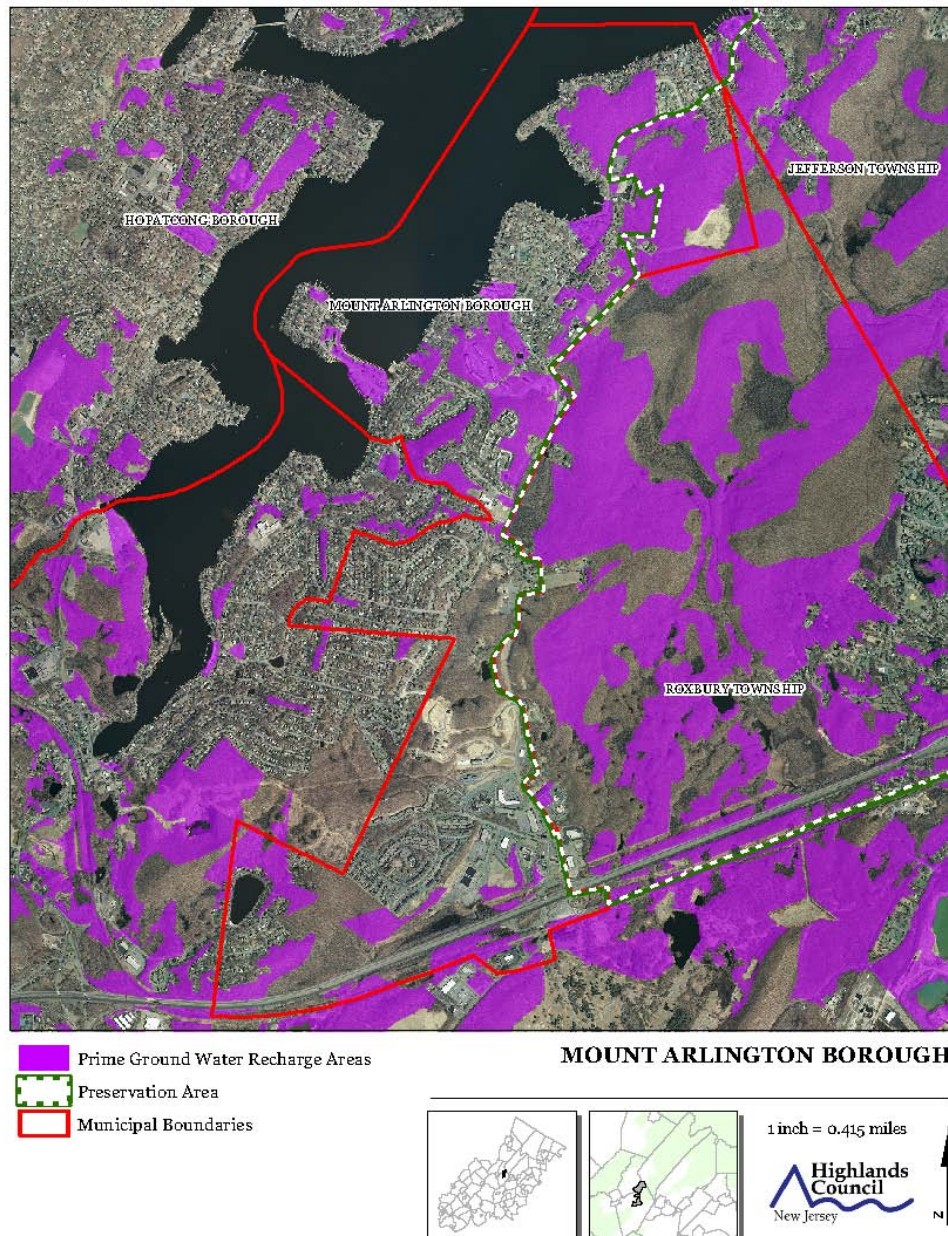 JEFFERSON TOWNSHIP
HOPATCONG BOROUGH
MOUNT ARLINGTON BOROUGH
ROXBURY TOWNSHIP
Prime Ground Water Recharge Areas
Preservation Area
Municipal Boundaries
MOUNT ARLINGTON BOROUGH
1 inch = 0.415 miles
Highlands
Council
New Jersey
N